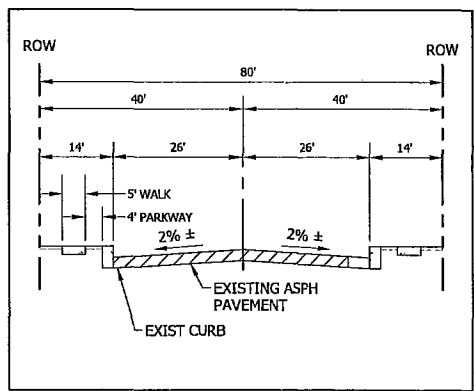 ROW
ROW
80'
40'
40'
14'
26'
26'
14'
5' WALK
4' PARKWAY
2% ±
2% ±
EXISTING ASPH
PAVEMENT
EXIST CURB